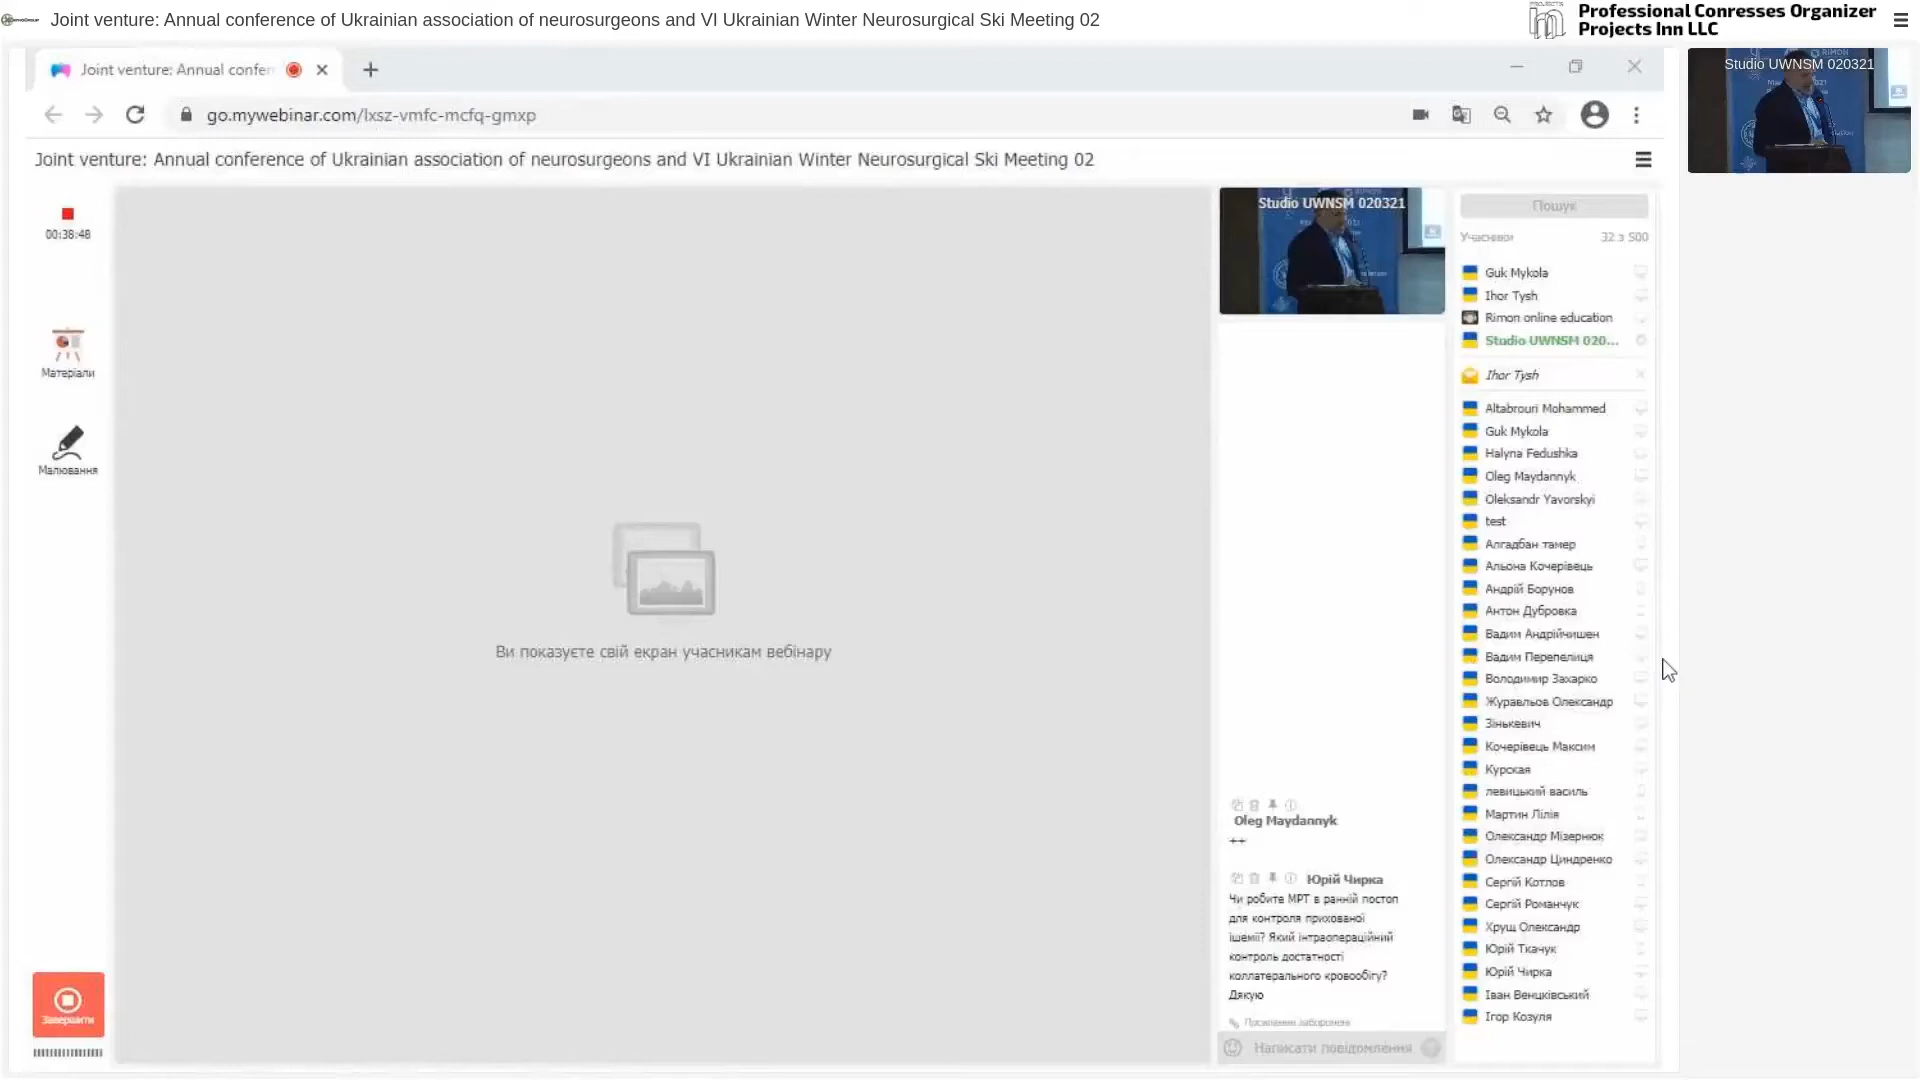 Joint venture: Annual conference of Ukrainian association of neurosurgeons and VI Ukrainian Winter Neurosurgical Ski Meeting 02
Professional Conresses Organizer
Projects Inn LLC
Studio UWNSM 020321
Joint venture: Annual confer
go.mywebinar.com/lxsz-vmfc-mcfq-gmxp
Joint venture: Annual conference of Ukrainian association of neurosurgeons and VI Ukrainian Winter Neurosurgical Ski Meeting 02
00:38:48
Матеріали
Малювання
Завершити
Ви показуєте свій екран учасникам вебінару
Studio UWNSM 020321
Oleg Maydannyk
++
Юрій Чирка
Чи робите МРТ в ранній постоп
для контроля прихованої
ішемії? Який інтраопераційний
контроль достатності
коллатерального кровообігу?
Дякую
Посилання заборонені
Написати повідомлення
Пошук
Учасники 32 з 500
Guk Mykola
Ihor Tysh
Rimon online education
Studio UWNSM 020...
Ihor Tysh
Altabrouri Mohammed
Guk Mykola
Halyna Fedushka
Oleg Maydannyk
Oleksandr Yavorskyi
test
Алгадбан тамер
Альона Кочерівець
Андрій Борунов
Антон Дубровка
Вадим Андрійчишен
Вадим Перепелиця
Володимир Захарко
Журавльов Олександр
Зінькевич
Кочерівець Максим
Курская
левицький василь
Мартин Лілія
Олександр Мізернюк
Олександр Циндренко
Сергій Котлов
Сергій Романчук
Хрущ Олександр
Юрій Ткачук
Юрій Чирка
Іван Венцківський
Ігор Козуля